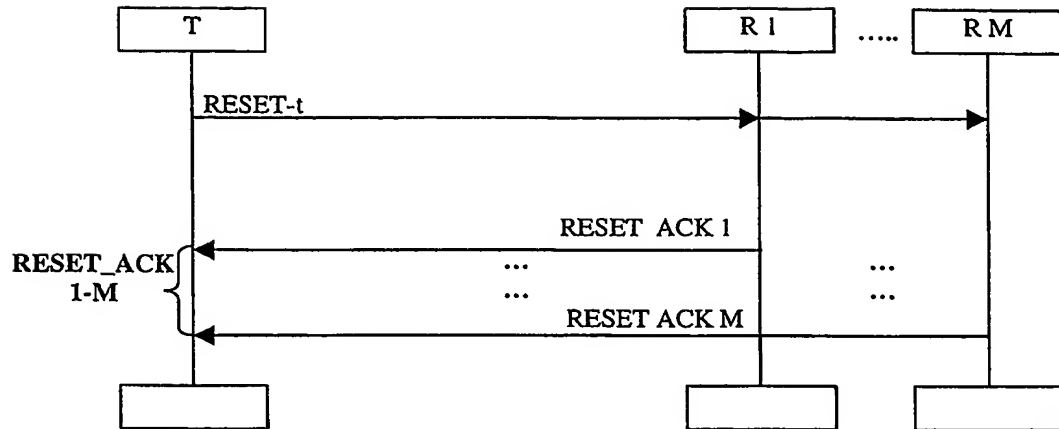 T
R 1
.....
R M
RESET-t
RESET ACK 1
RESET_ACK
1-M
...
...
...
...
RESET ACK M